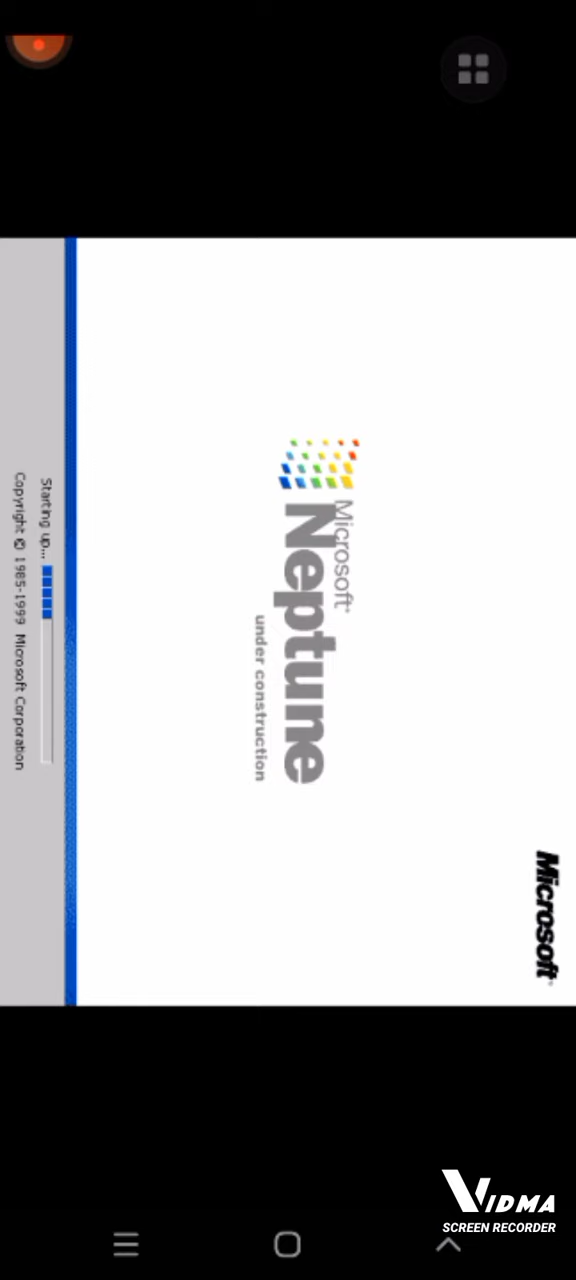 Microsoft
Microsoft
Neptune
under construction
Starting up...
Copyright © 1985-1999 Microsoft Corporation
VIDMA
SCREEN RECORDER